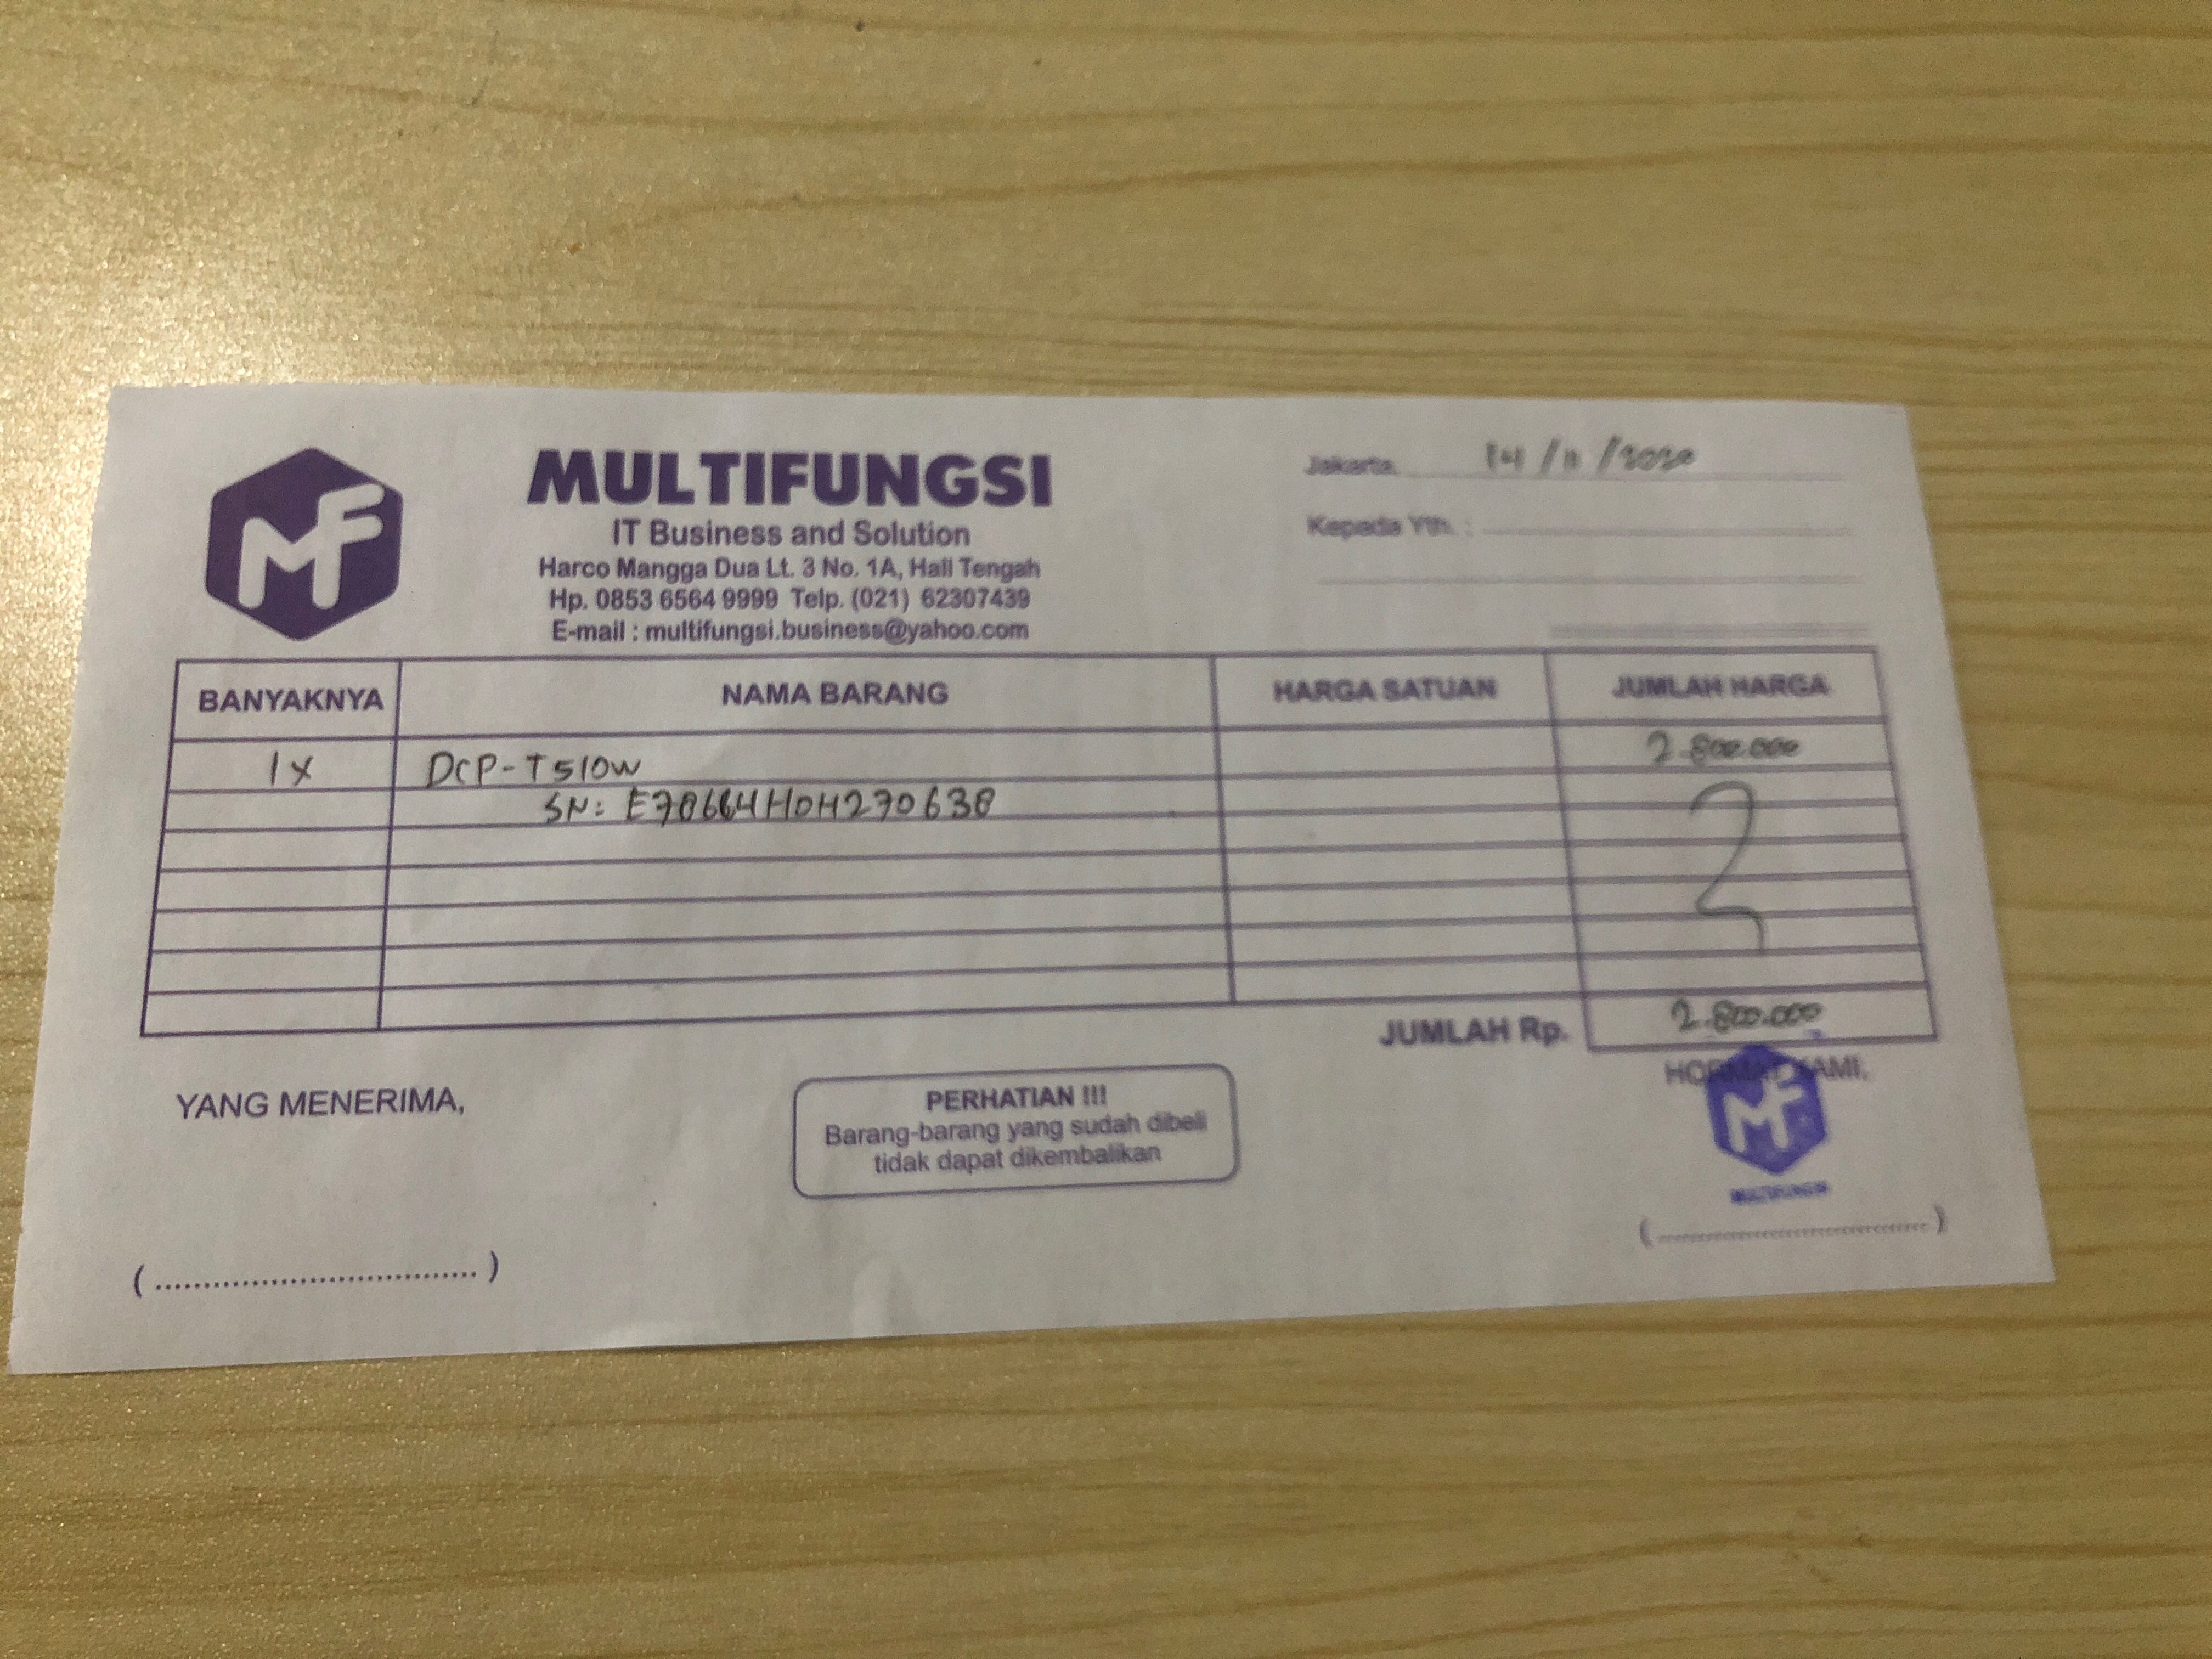 MF
MULTIFUNGSI
IT Business and Solution
Harco Mangga Dua Lt. 3 No. 1A, Hall Tengah
Hp. 0853 6564 9999 Telp. (021) 62307439
E-mail : multifungsi.business@yahoo.com
Jakarta 14/11/2020
Kepada Yth. :
BANYAKNYA NAMA BARANG HARGA SATUAN JUMLAH HARGA
1x DCP-T510W 2.800.000
SN: E78664H0H270638
JUMLAH Rp. 2.800.000
YANG MENERIMA,
PERHATIAN !!!
Barang-barang yang sudah dibeli
tidak dapat dikembalikan
HORMAT KAMI,
MF
MULTIFUNGSI
(....................................)
(....................................)